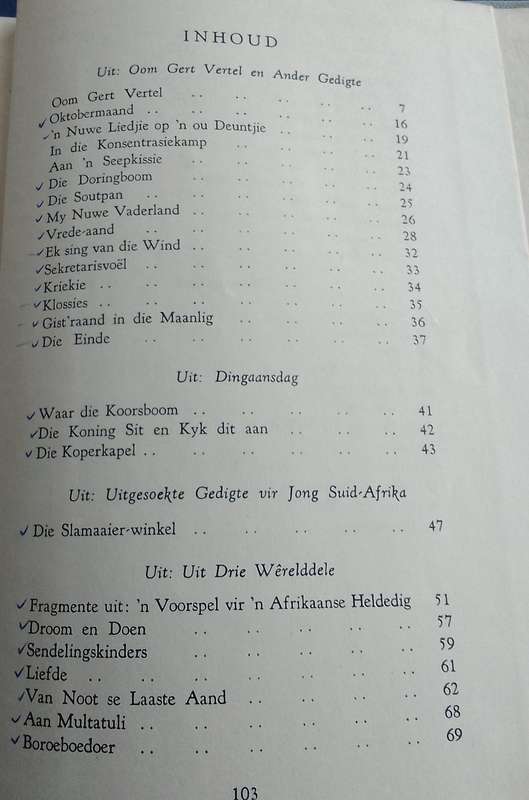 INHOUD
Uit: Oom Gert Vertel en Ander Gedigte
Oom Gert Vertel .. .. .. .. .. 7
✓ Oktobermaand .. .. .. .. .. 16
✓ 'n Nuwe Liedjie op 'n ou Deuntjie .. .. .. 19
In die Konsentrasiekamp .. .. .. .. 21
Aan 'n Seepkissie .. .. .. .. .. 23
✓ Die Doringboom .. .. .. .. .. 24
✓ Die Soutpan .. .. .. .. .. 25
✓ My Nuwe Vaderland .. .. .. .. .. 26
✓ Vrede-aand .. .. .. .. .. 28
✓ Ek sing van die Wind .. .. .. .. .. 32
✓ Sekretarisvoël .. .. .. .. .. 33
✓ Kriekie .. .. .. .. .. .. 34
✓ Klossies .. .. .. .. .. .. 35
✓ Gist'raand in die Maanlig .. .. .. .. 36
✓ Die Einde .. .. .. .. .. 37
Uit: Dingaansdag
✓ Waar die Koorsboom .. .. .. .. .. 41
✓ Die Koning Sit en Kyk dit aan .. .. .. 42
✓ Die Koperkapel .. .. .. .. .. .. 43
Uit: Uitgesoekte Gedigte vir Jong Suid-Afrika
✓ Die Slamaaier-winkel .. .. .. .. .. 47
Uit: Uit Drie Wêrelddele
✓ Fragmente uit: 'n Voorspel vir 'n Afrikaanse Heldedig 51
✓ Droom en Doen .. .. .. .. .. 57
✓ Sendelingskinders .. .. .. .. .. 59
✓ Liefde .. .. .. .. .. .. 61
✓ Van Noot se Laaste Aand .. .. .. .. 62
✓ Aan Multatuli .. .. .. .. .. .. 68
✓ Boroeboedoer .. .. .. .. .. .. 69
103